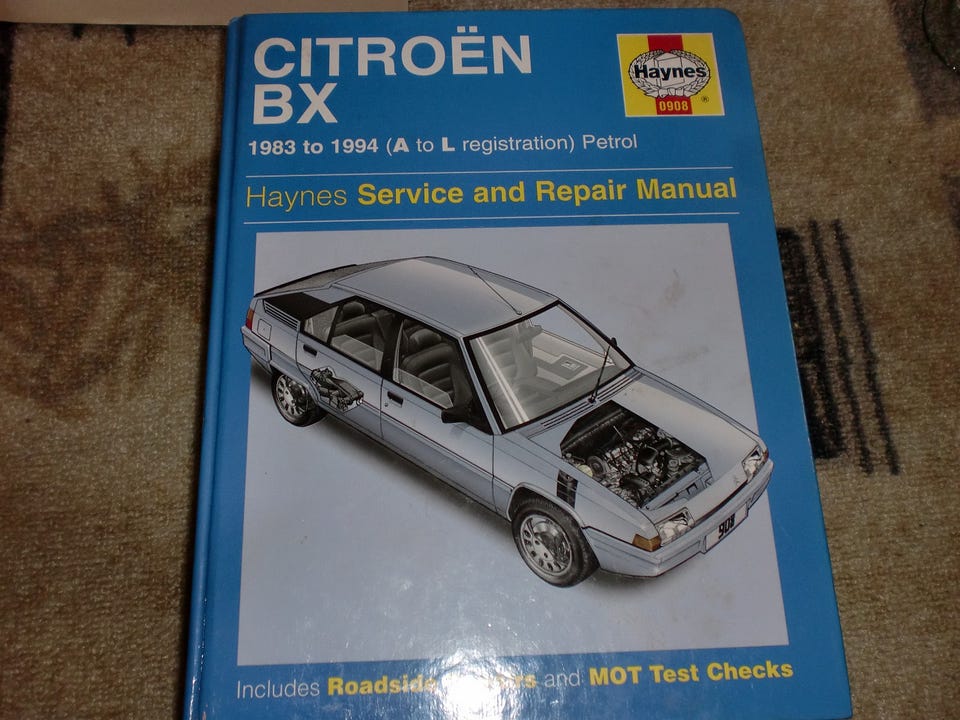 CITROËN
BX
Haynes
0908
®
1983 to 1994 (A to L registration) Petrol
Haynes Service and Repair Manual
908
Includes Roadside and MOT Test Checks